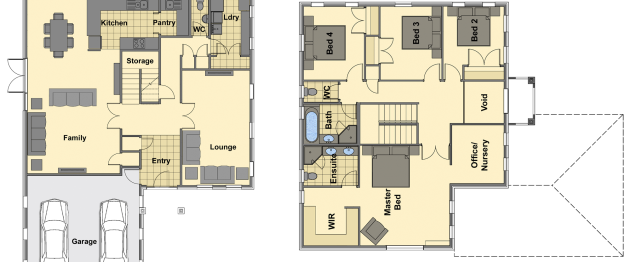 Kitchen
Pantry
WC
Ldry
Storage
Family
Lounge
Entry
Garage
Bed 4
Bed 3
Bed 2
WC
Bath
Void
Ensuite
Office/
Nursery
Master
Bed
WIR